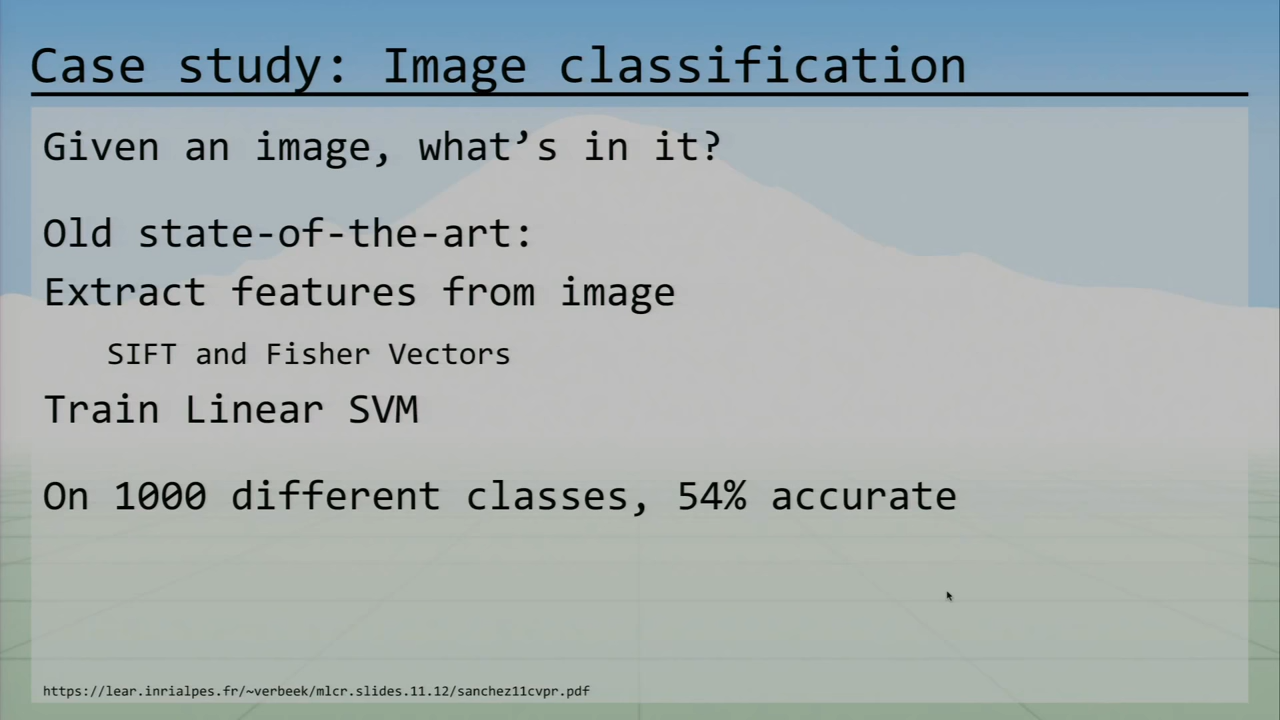 Case study: Image classification
Given an image, what’s in it?
Old state-of-the-art:
Extract features from image
SIFT and Fisher Vectors
Train Linear SVM
On 1000 different classes, 54% accurate
https://lear.inrialpes.fr/~verbeek/mlcr.slides.11.12/sanchez11cvpr.pdf